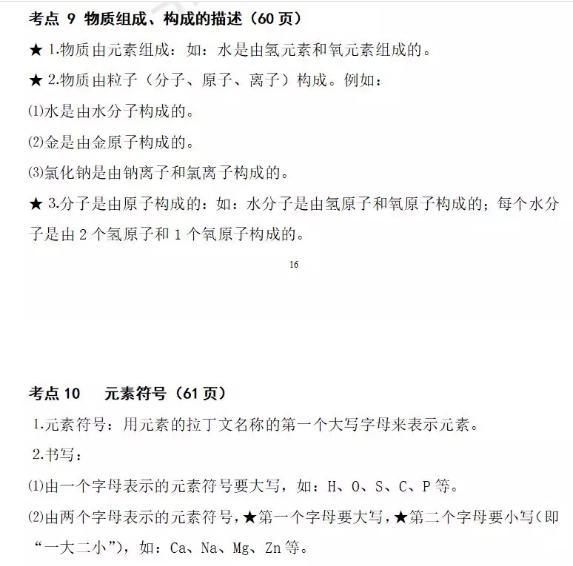 考点 9 物质组成、构成的描述（60 页）
★ 1.物质由元素组成：如：水是由氢元素和氧元素组成的。
★ 2.物质由粒子（分子、原子、离子）构成。例如：
⑴水是由水分子构成的。
⑵金是由金原子构成的。
⑶氯化钠是由钠离子和氯离子构成的。
★ 3.分子是由原子构成的：如：水分子是由氢原子和氧原子构成的；每个水分
子是由 2 个氢原子和 1 个氧原子构成的。
16
考点 10 元素符号（61 页）
1.元素符号：用元素的拉丁文名称的第一个大写字母来表示元素。
2.书写：
⑴由一个字母表示的元素符号要大写，如：H、O、S、C、P 等。
⑵由两个字母表示的元素符号，★第一个字母要大写，★第二个字母要小写（即
“一大二小”），如：Ca、Na、Mg、Zn 等。